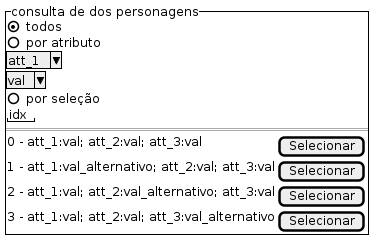 consulta de dos personagens
todos
por atributo
att_1
val
por seleção
idx
0 - att_1:val; att_2:val; att_3:val Selecionar
1 - att_1:val_alternativo; att_2:val; att_3:val Selecionar
2 - att_1:val; att_2:val_alternativo; att_3:val Selecionar
3 - att_1:val; att_2:val; att_3:val_alternativo Selecionar